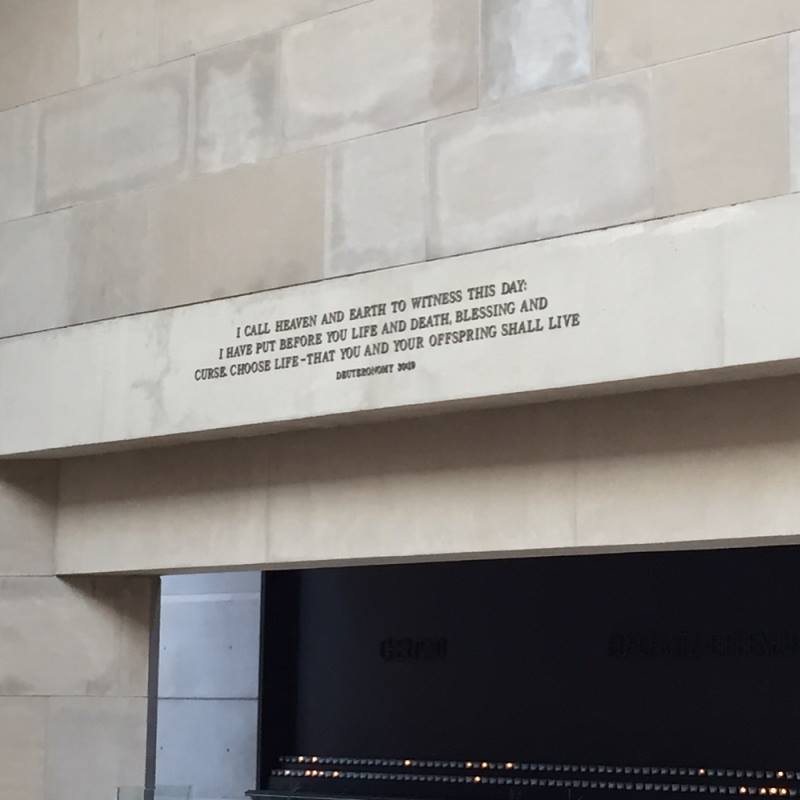 I CALL HEAVEN AND EARTH TO WITNESS THIS DAY:
I HAVE PUT BEFORE YOU LIFE AND DEATH, BLESSING AND
CURSE. CHOOSE LIFE - THAT YOU AND YOUR OFFSPRING SHALL LIVE
DEUTERONOMY 30:19